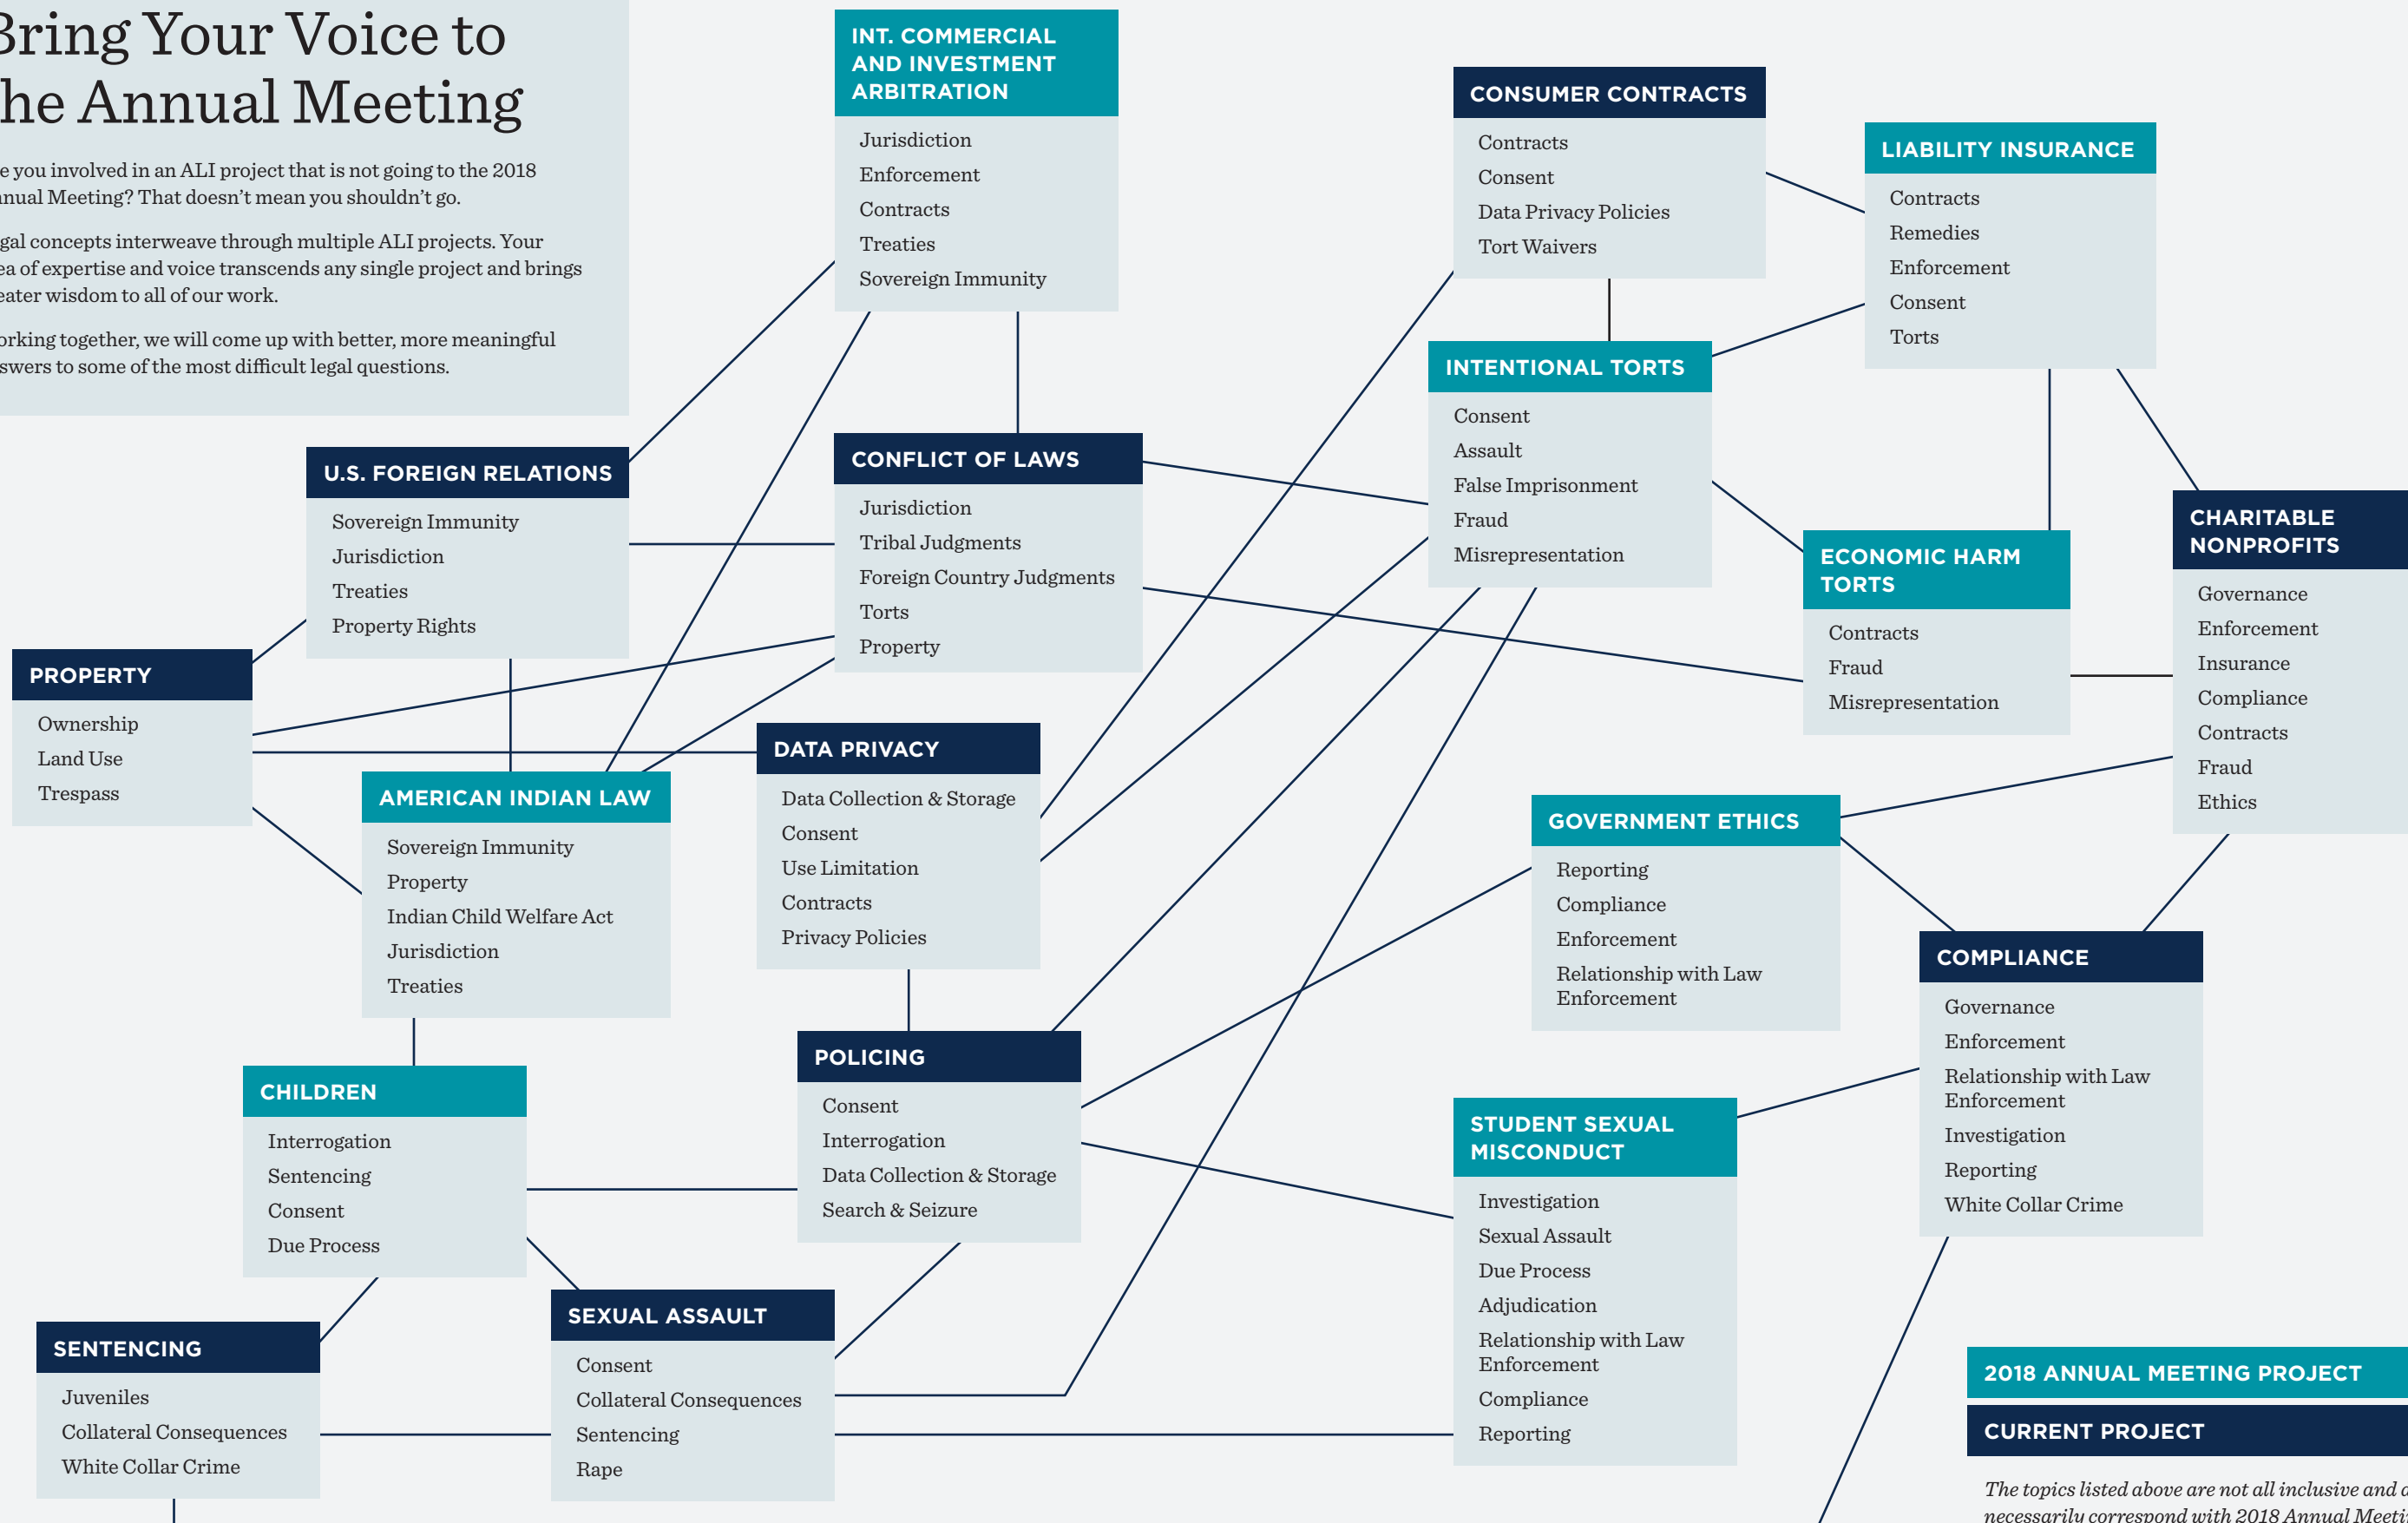 Bring Your Voice to
the Annual Meeting
you involved in an ALI project that is not going to the 2018
Meeting? That doesn’t mean you shouldn’t go.
concepts interweave through multiple ALI projects. Your
of expertise and voice transcends any single project and brings
wisdom to all of our work.
together, we will come up with better, more meaningful
to some of the most difficult legal questions.
INT. COMMERCIAL
AND INVESTMENT
ARBITRATION
Jurisdiction
Enforcement
Contracts
Treaties
Sovereign Immunity
CONSUMER CONTRACTS
Contracts
Consent
Data Privacy Policies
Tort Waivers
LIABILITY INSURANCE
Contracts
Remedies
Enforcement
Consent
Torts
INTENTIONAL TORTS
Consent
Assault
False Imprisonment
Fraud
Misrepresentation
U.S. FOREIGN RELATIONS
Sovereign Immunity
Jurisdiction
Treaties
Property Rights
CONFLICT OF LAWS
Jurisdiction
Tribal Judgments
Foreign Country Judgments
Torts
Property
CHARITABLE
NONPROFITS
Governance
Enforcement
Insurance
Compliance
Contracts
Fraud
Ethics
ECONOMIC HARM
TORTS
Contracts
Fraud
Misrepresentation
PROPERTY
Ownership
Land Use
Trespass
DATA PRIVACY
Data Collection & Storage
Consent
Use Limitation
Contracts
Privacy Policies
AMERICAN INDIAN LAW
Sovereign Immunity
Property
Indian Child Welfare Act
Jurisdiction
Treaties
GOVERNMENT ETHICS
Reporting
Compliance
Enforcement
Relationship with Law
Enforcement
COMPLIANCE
Governance
Enforcement
Relationship with Law
Enforcement
Investigation
Reporting
White Collar Crime
POLICING
Consent
Interrogation
Data Collection & Storage
Search & Seizure
CHILDREN
Interrogation
Sentencing
Consent
Due Process
STUDENT SEXUAL
MISCONDUCT
Investigation
Sexual Assault
Due Process
Adjudication
Relationship with Law
Enforcement
Compliance
Reporting
SEXUAL ASSAULT
Consent
Collateral Consequences
Sentencing
Rape
SENTENCING
Juveniles
Collateral Consequences
White Collar Crime
2018 ANNUAL MEETING PROJECT
CURRENT PROJECT
The topics listed above are not all inclusive and
necessarily correspond with 2018 Annual